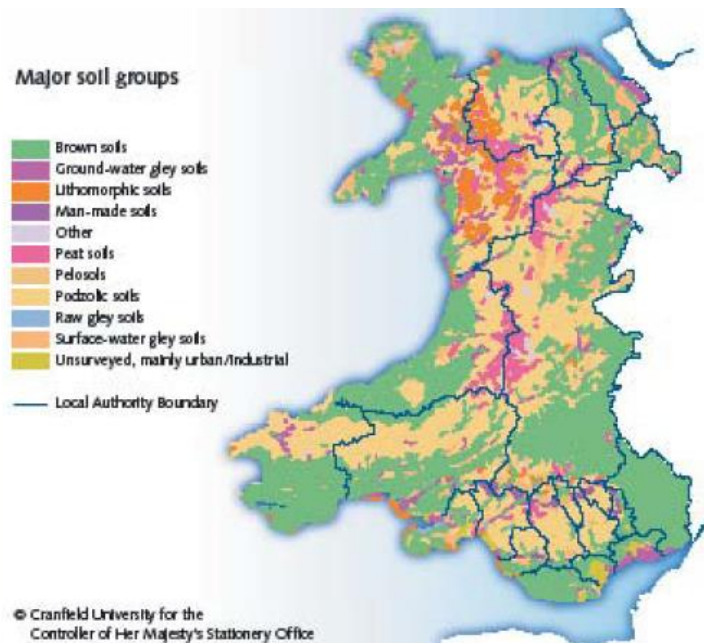 Major soil groups
Brown soils
Ground-water gley soils
Lithomorphic soils
Man-made soils
Other
Peat soils
Pelosols
Podzolic soils
Raw gley soils
Surface-water gley soils
Unsurveyed, mainly urban/industrial
Local Authority Boundary
© Cranfield University for the
Controller of Her Majesty's Stationery Office